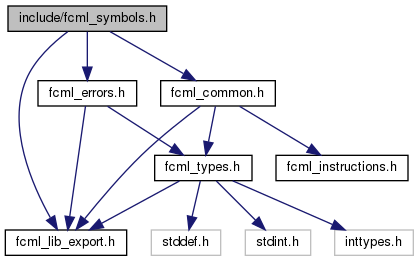 include/fcml_symbols.h
fcml_errors.h
fcml_common.h
fcml_types.h
fcml_instructions.h
fcml_lib_export.h
stddef.h
stdint.h
inttypes.h